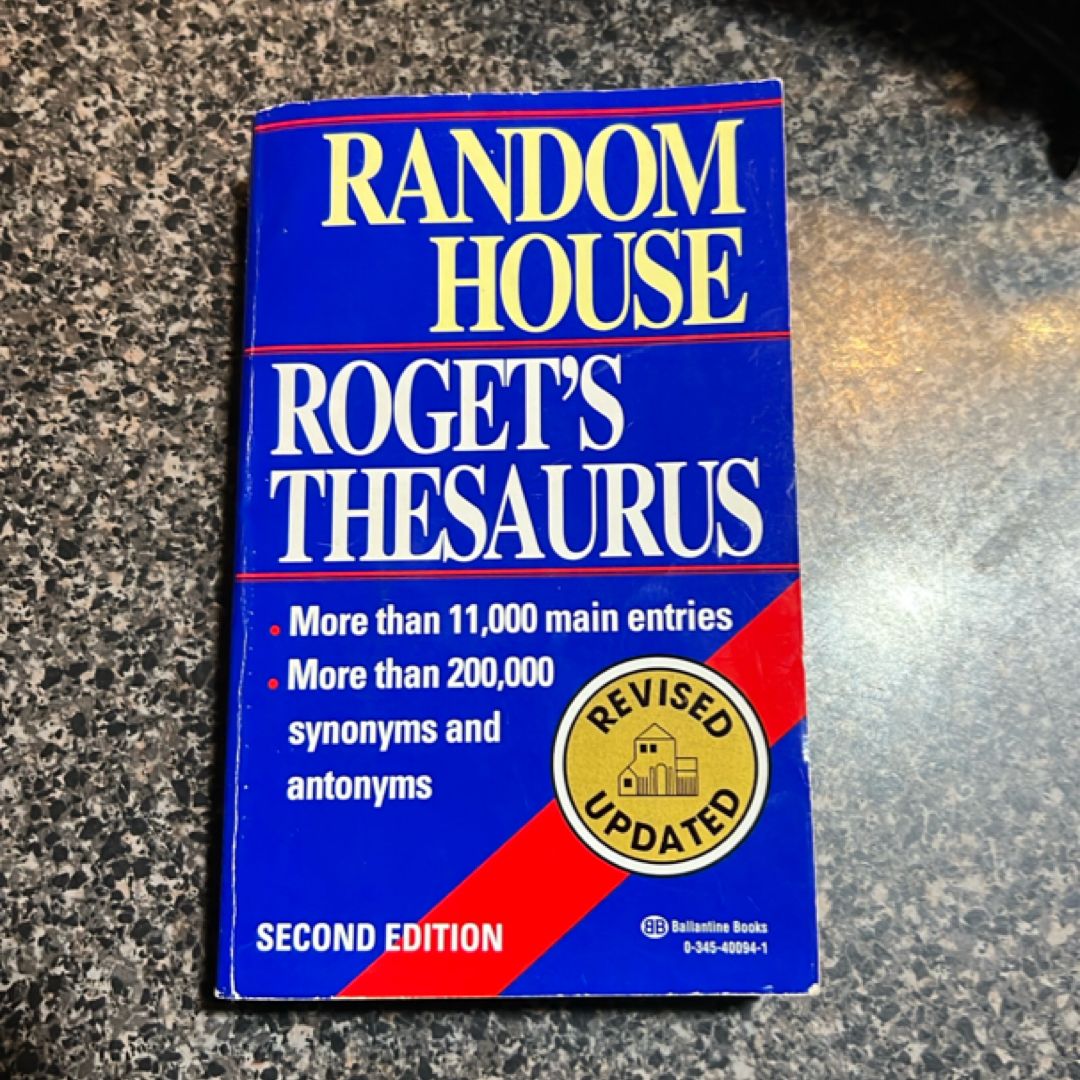 RANDOM
HOUSE
ROGET'S
THESAURUS
• More than 11,000 main entries
• More than 200,000
synonyms and
antonyms
REVISED
UPDATED
SECOND EDITION
BB Ballantine Books
0-345-40094-1